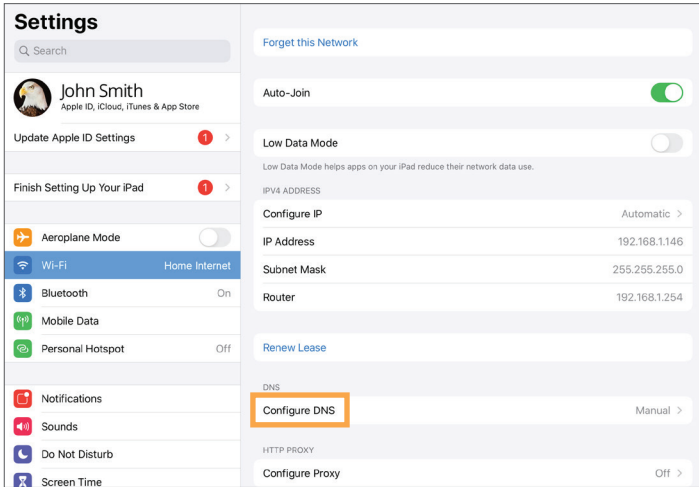 Settings
Search
John Smith
Apple ID, iCloud, iTunes & App Store
Update Apple ID Settings 1
Finish Setting Up Your iPad 1
Aeroplane Mode
Wi-Fi Home Internet
Bluetooth On
Mobile Data
Personal Hotspot Off
Notifications
Sounds
Do Not Disturb
Screen Time
Forget this Network
Auto-Join
Low Data Mode
Low Data Mode helps apps on your iPad reduce their network data use.
IPV4 ADDRESS
Configure IP Automatic
IP Address 192.168.1.146
Subnet Mask 255.255.255.0
Router 192.168.1.254
Renew Lease
DNS
Configure DNS Manual
HTTP PROXY
Configure Proxy Off